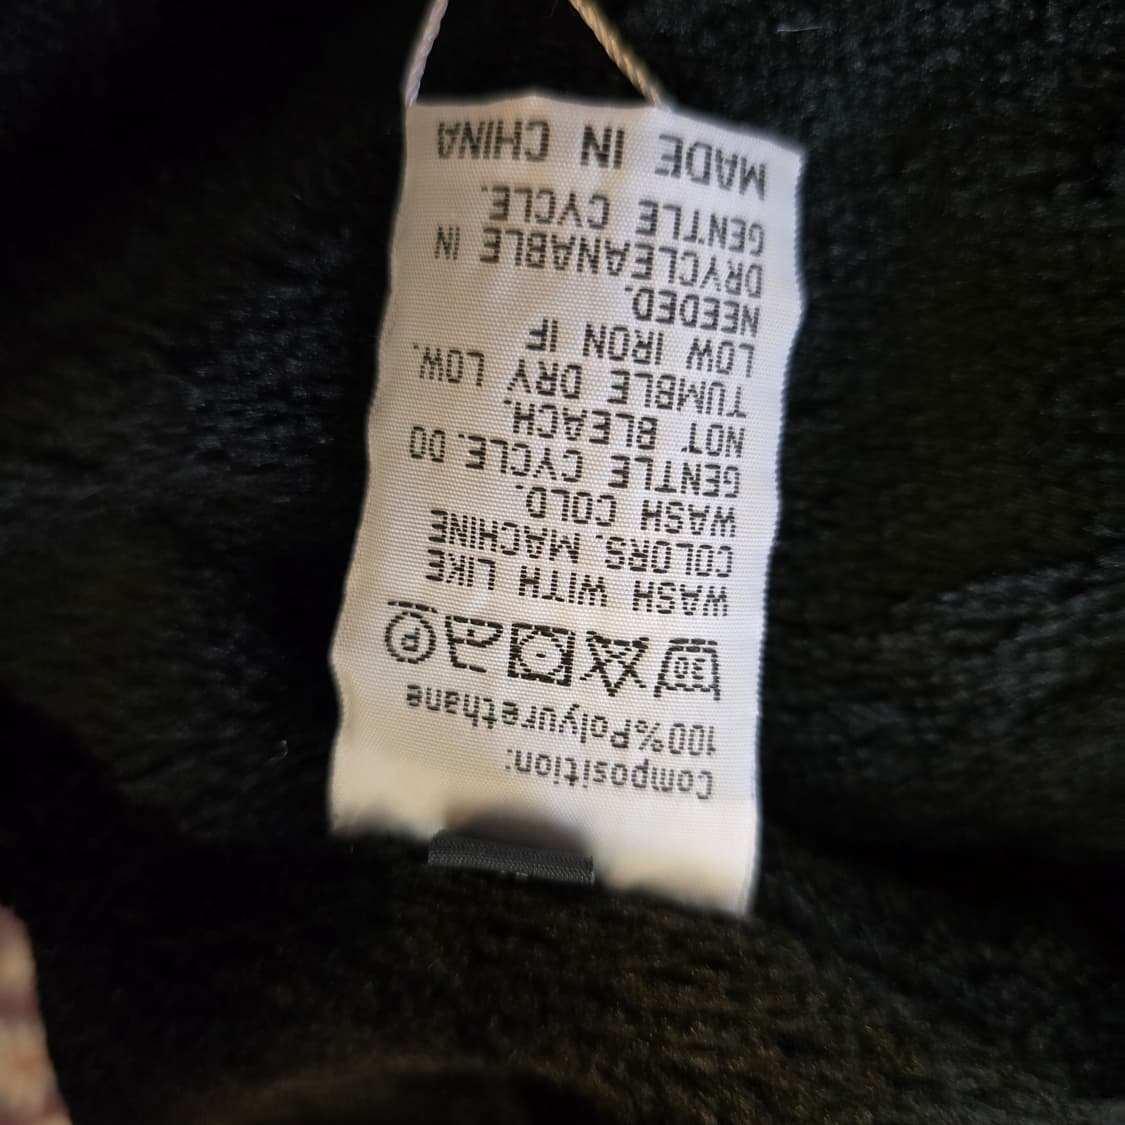 Composition:
100%Polyurethane
30 P
WASH WITH LIKE
COLORS. MACHINE
WASH COLD.
GENTLE CYCLE. DO
NOT BLEACH.
TUMBLE DRY LOW.
LOW IRON IF
NEEDED.
DRYCLEANABLE IN
GENTLE CYCLE.
MADE IN CHINA